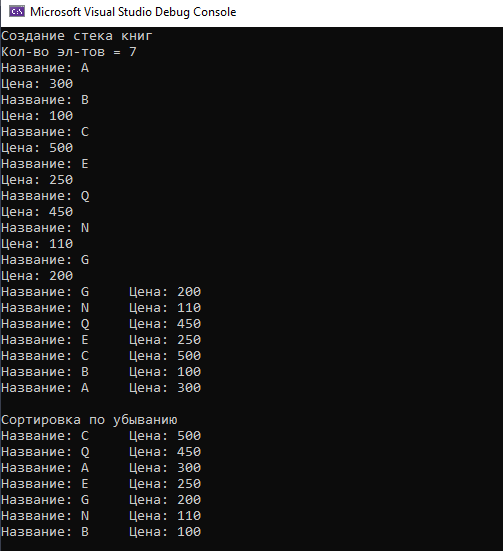 Microsoft Visual Studio Debug Console
Создание стека книг
Кол-во эл-тов = 7
Название: A
Цена: 300
Название: B
Цена: 100
Название: C
Цена: 500
Название: E
Цена: 250
Название: Q
Цена: 450
Название: N
Цена: 110
Название: G
Цена: 200
Название: G     Цена: 200
Название: N     Цена: 110
Название: Q     Цена: 450
Название: E     Цена: 250
Название: C     Цена: 500
Название: B     Цена: 100
Название: A     Цена: 300
Сортировка по убыванию
Название: C     Цена: 500
Название: Q     Цена: 450
Название: A     Цена: 300
Название: E     Цена: 250
Название: G     Цена: 200
Название: N     Цена: 110
Название: B     Цена: 100